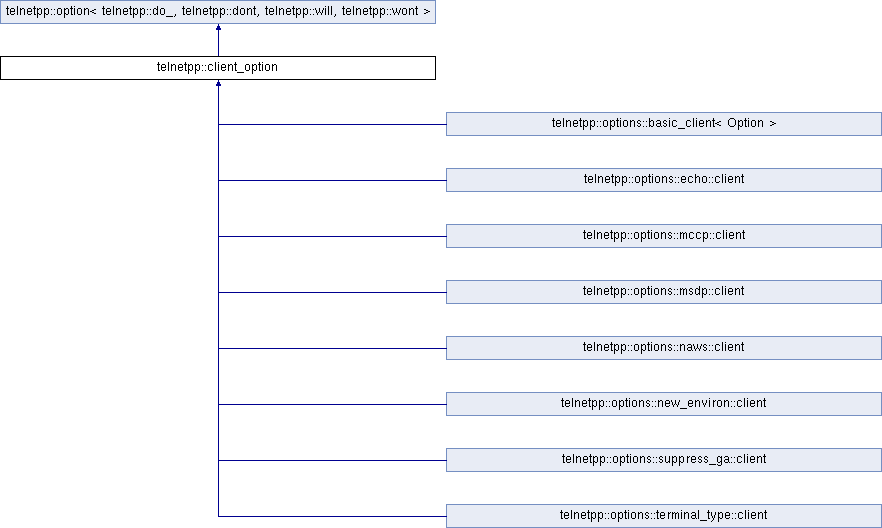 telnetpp::option< telnetpp::do_, telnetpp::dont, telnetpp::will, telnetpp::wont >
telnetpp::client_option
telnetpp::options::basic_client< Option >
telnetpp::options::echo::client
telnetpp::options::mccp::client
telnetpp::options::msdp::client
telnetpp::options::naws::client
telnetpp::options::new_environ::client
telnetpp::options::suppress_ga::client
telnetpp::options::terminal_type::client